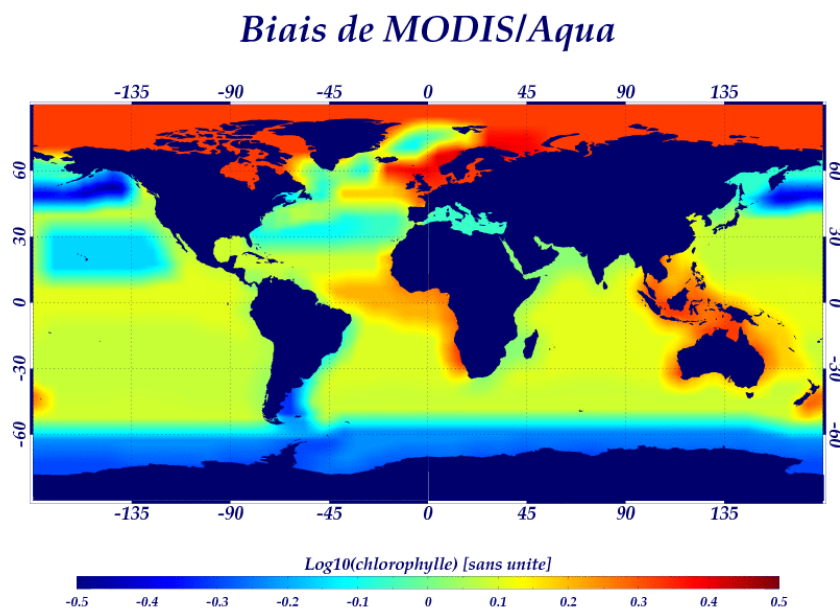 Biais de MODIS/Aqua
-135 -90 -45 0 45 90 135
60 60
30 30
0 0
-30 -30
-60 -60
-135 -90 -45 0 45 90 135
Log10(chlorophylle) [sans unite]
-0.5 -0.4 -0.3 -0.2 -0.1 0 0.1 0.2 0.3 0.4 0.5